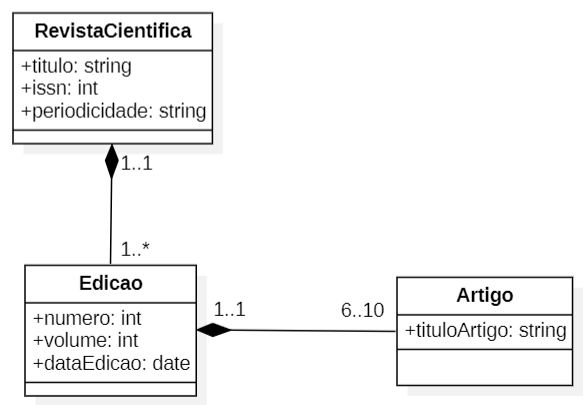 RevistaCientifica
+titulo: string
+issn: int
+periodicidade: string
1..1
1..*
Edicao
+numero: int
+volume: int
+dataEdicao: date
1..1
6..10
Artigo
+tituloArtigo: string